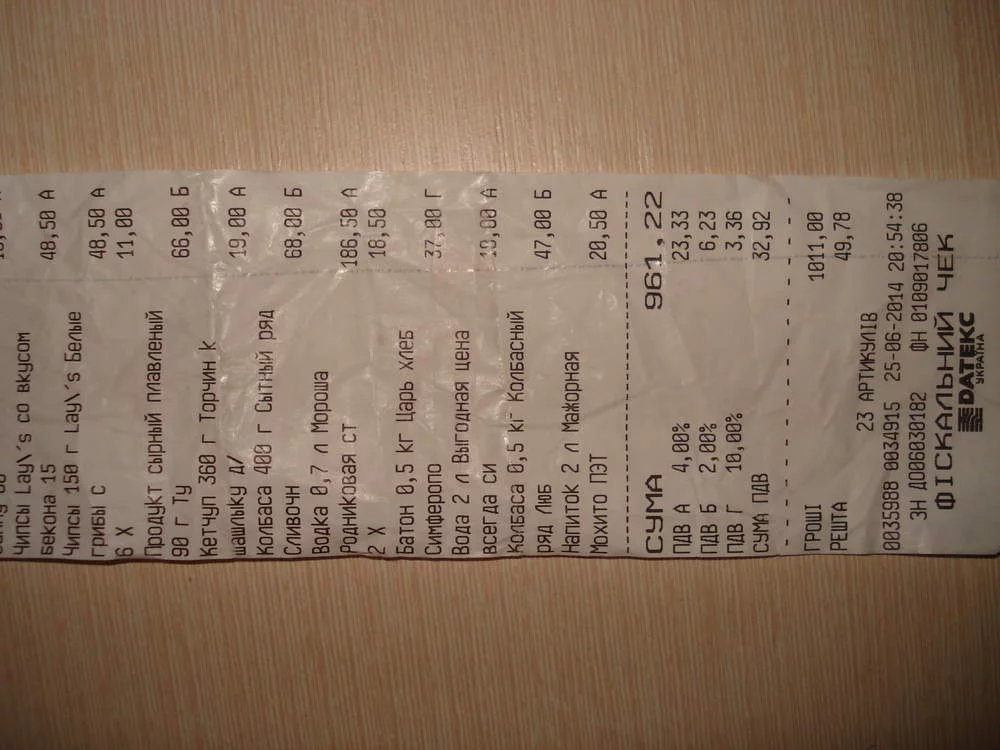 Чипсы Lay\'s со вкусом
бекона 15 48,50 А
Чипсы 150 г Lay\'s Белые
грибы С 48,50 А
6 X 11,00
Продукт сырный плавленый
90 г Ту 66,00 Б
Кетчуп 360 г Торчин К
шашлыку д/ 19,00 А
Колбаса 400 г Сытный ряд
Сливочн 68,00 Б
Водка 0,7 л Мороша
Родниковая ст 186,50 А
2 X 18,50
Батон 0,5 кг Царь хлеб
Симферопо 37,00 Г
Вода 2 л Выгодная цена
всегда си А
Колбаса 0,5 кг Колбасный
ряд Люб 47,00 Б
Напиток 2 л Мажорная
Мохито ПЭТ 20,50 А
СУМА 961,22
ПДВ А 4,00% 23,33
ПДВ Б 2,00% 6,23
ПДВ Г 10,00% 3,36
СУМА ПДВ 32,92
ГРОШІ 1011,00
РЕШТА 49,78
23 АРТИКУЛІВ
0035988 0034915 25-06-2014 20:54:38
ЗН ДО06030182 ФН 0109017806
ФІСКАЛЬНИЙ ЧЕК
DATEКС
УКРАЇНА